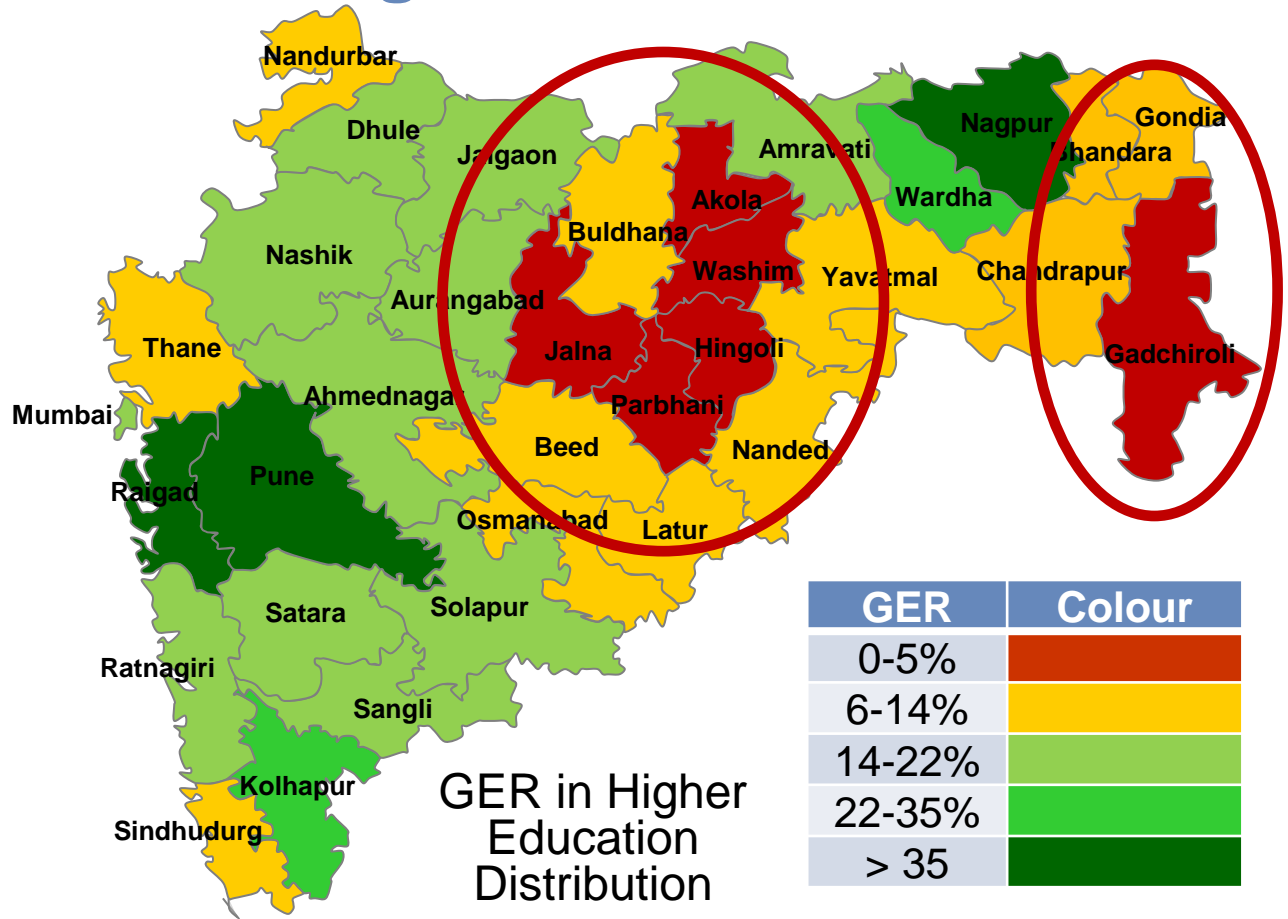 Nandurbar
Dhule
Jalgaon
Amravati
Nagpur
Gondia
Bhandara
Akola
Wardha
Buldhana
Nashik
Washim
Yavatmal
Chandrapur
Aurangabad
Thane
Jalna
Hingoli
Gadchiroli
Ahmednagar
Parbhani
Mumbai
Beed
Nanded
Pune
Raigad
Osmanabad
Latur
Satara
Solapur
Ratnagiri
Sangli
Kolhapur
Sindhudurg
GER in Higher
Education
Distribution
GER Colour
0-5%
6-14%
14-22%
22-35%
> 35